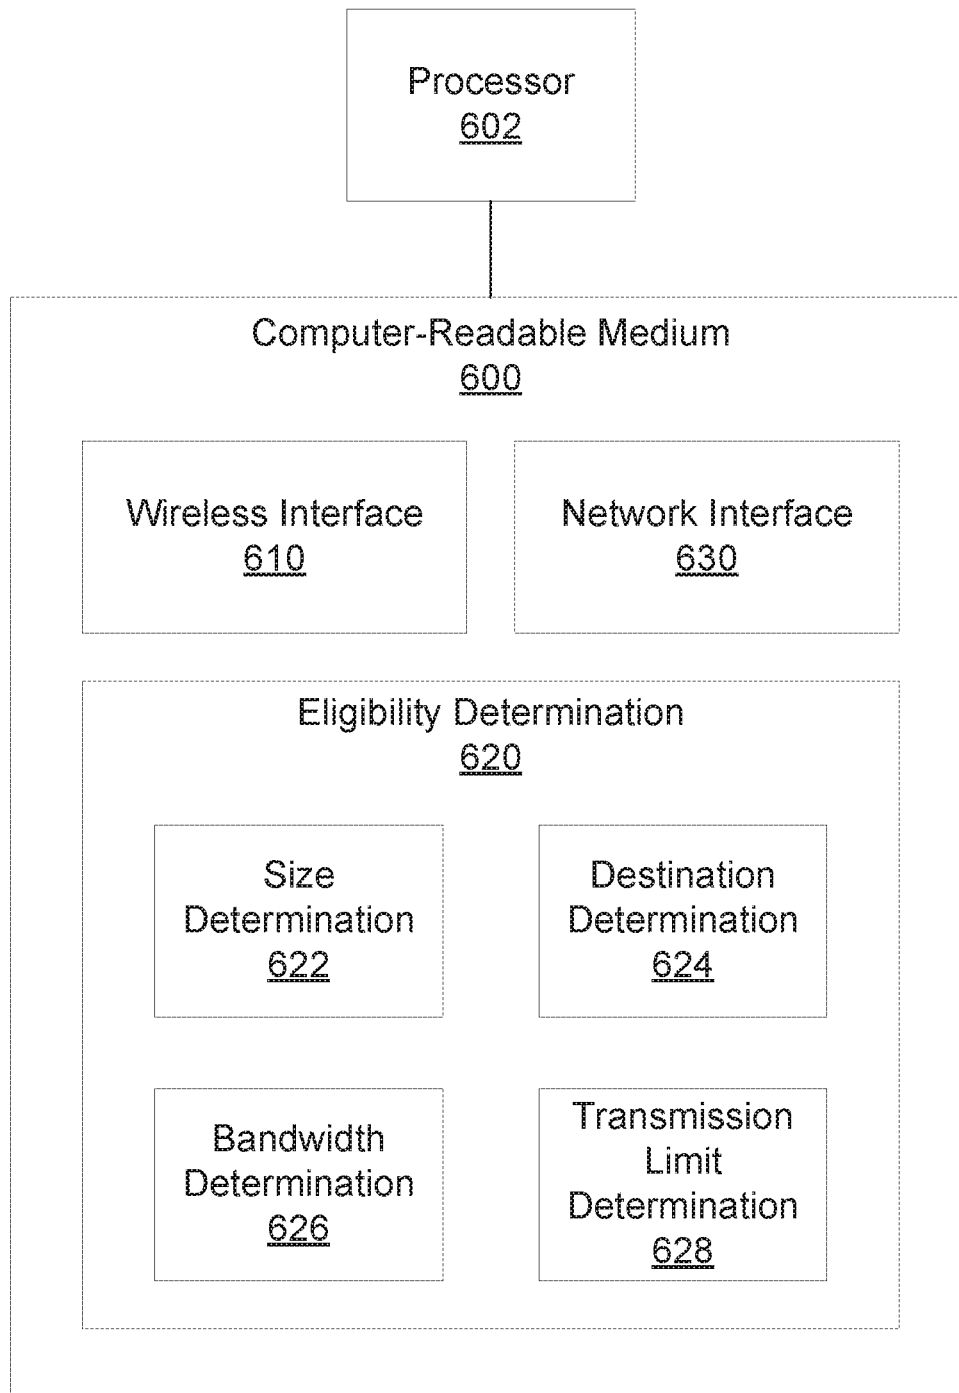 Processor
602
Computer-Readable Medium
600
Wireless Interface
610
Network Interface
630
Eligibility Determination
620
Size
Determination
622
Destination
Determination
624
Bandwidth
Determination
626
Transmission
Limit
Determination
628